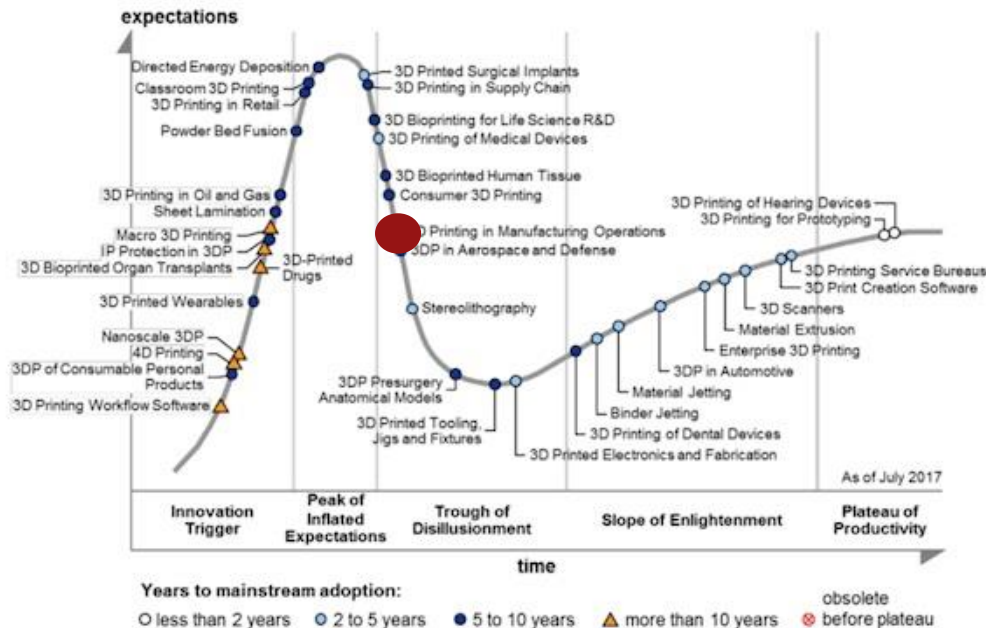 expectations
Directed Energy Deposition
Classroom 3D Printing
3D Printing in Retail
Powder Bed Fusion
3D Printing in Oil and Gas
Sheet Lamination
Macro 3D Printing
IP Protection in 3DP
3D Bioprinted Organ Transplants
3D-Printed
Drugs
3D Printed Wearables
Nanoscale 3DP
4D Printing
3DP of Consumable Personal
Products
3D Printing Workflow Software
3D Printed Surgical Implants
3D Printing in Supply Chain
3D Bioprinting for Life Science R&D
3D Printing of Medical Devices
3D Bioprinted Human Tissue
Consumer 3D Printing
Printing in Manufacturing Operations
3DP in Aerospace and Defense
Stereolithography
3DP Presurgery
Anatomical Models
3D Printed Tooling,
Jigs and Fixtures
3D Printed Electronics and Fabrication
3D Printing of Dental Devices
Binder Jetting
Material Jetting
3DP in Automotive
Enterprise 3D Printing
Material Extrusion
3D Scanners
3D Print Creation Software
3D Printing Service Bureaus
3D Printing of Hearing Devices
3D Printing for Prototyping
As of July 2017
Innovation
Trigger
Peak of
Inflated
Expectations
Trough of
Disillusionment
Slope of Enlightenment
Plateau of
Productivity
time
Years to mainstream adoption:
less than 2 years
2 to 5 years
5 to 10 years
more than 10 years
obsolete
before plateau